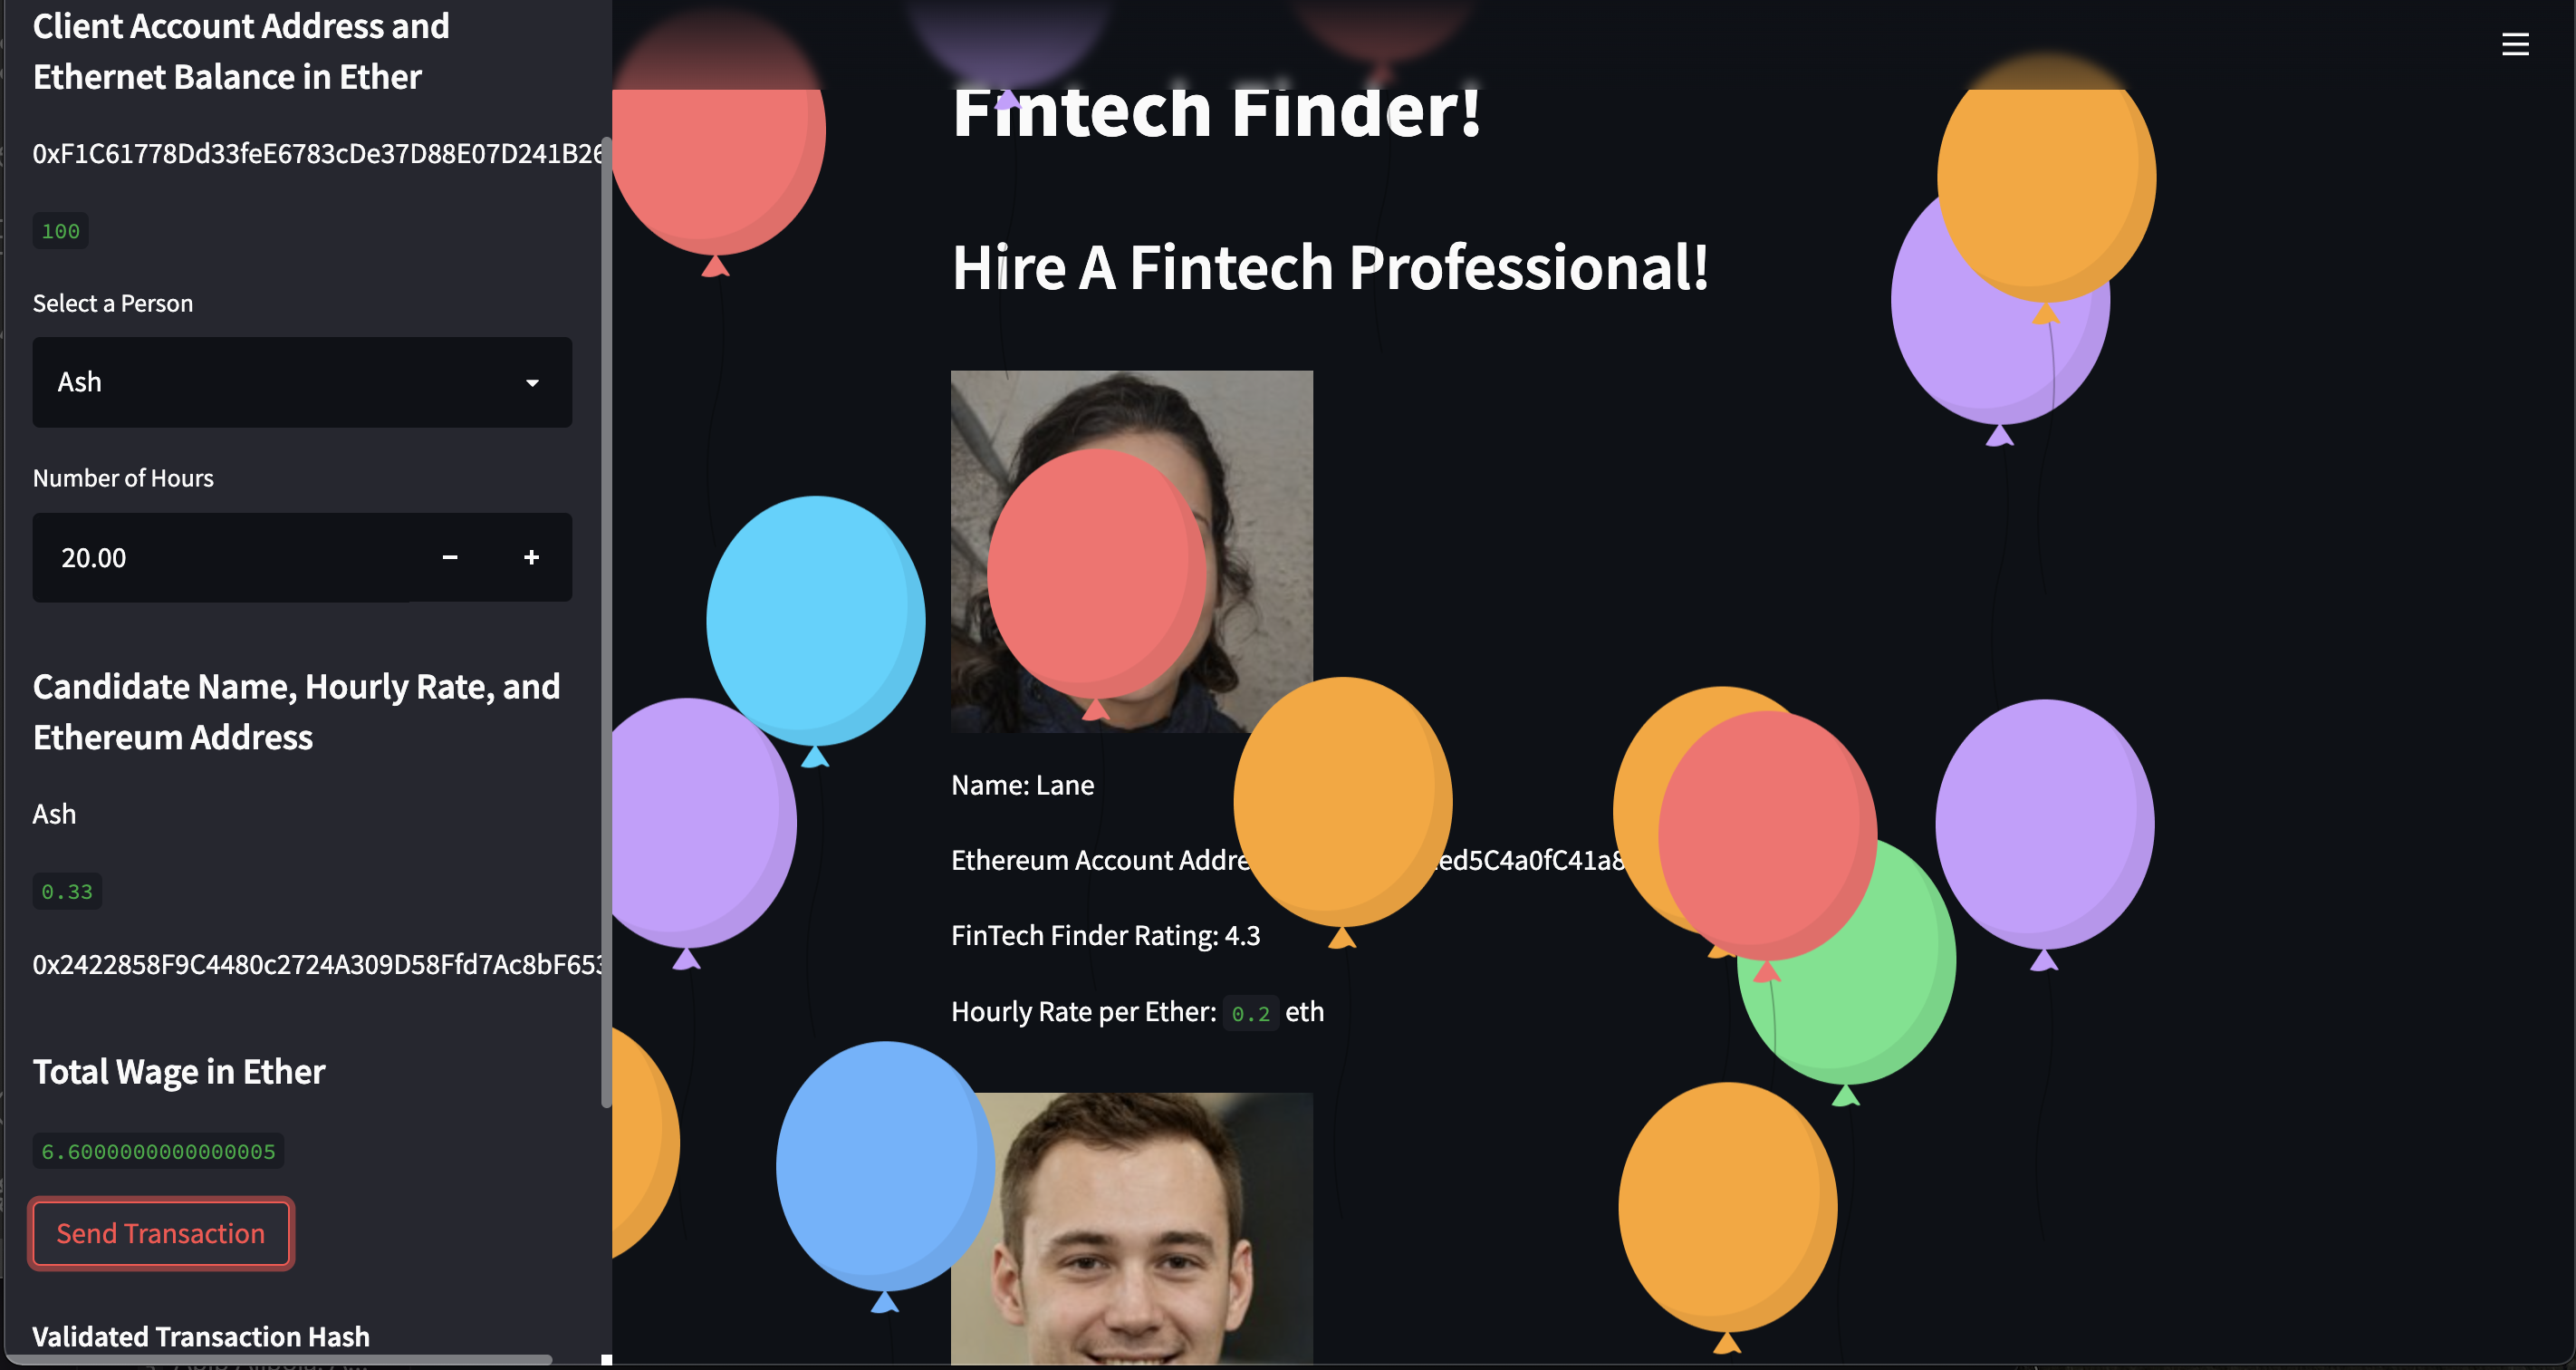 Client Account Address and
Ethernet Balance in Ether
0xF1C61778Dd33feE6783cDe37D88E07D241B26
100
Select a Person
Ash
Number of Hours
20.00
Candidate Name, Hourly Rate, and
Ethereum Address
Ash
0.33
0x2422858F9C4480c2724A309D58Ffd7Ac8bF653
Total Wage in Ether
6.6000000000000005
Send Transaction
Validated Transaction Hash
Fintech Finder!
Hire A Fintech Professional!
Name: Lane
Ethereum Account Addre ed5C4a0fC41a8
FinTech Finder Rating: 4.3
Hourly Rate per Ether: 0.2 eth